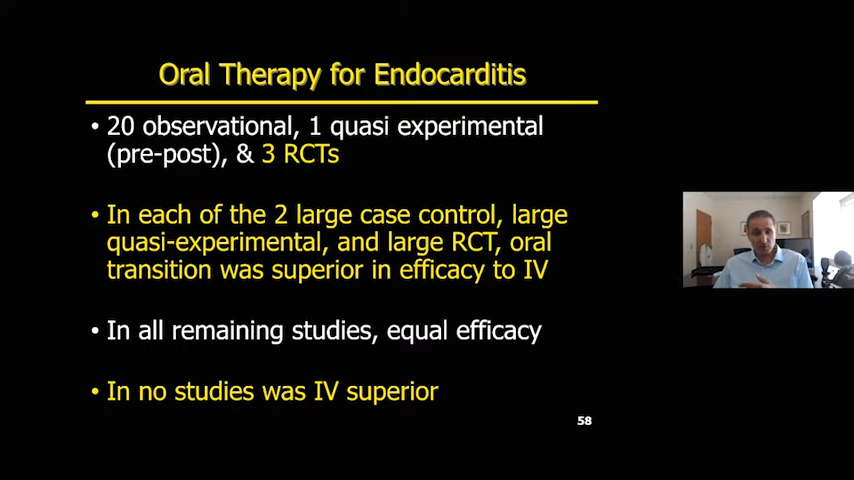 Oral Therapy for Endocarditis
• 20 observational, 1 quasi experimental
(pre-post), & 3 RCTs
• In each of the 2 large case control, large
quasi-experimental, and large RCT, oral
transition was superior in efficacy to IV
• In all remaining studies, equal efficacy
• In no studies was IV superior
58